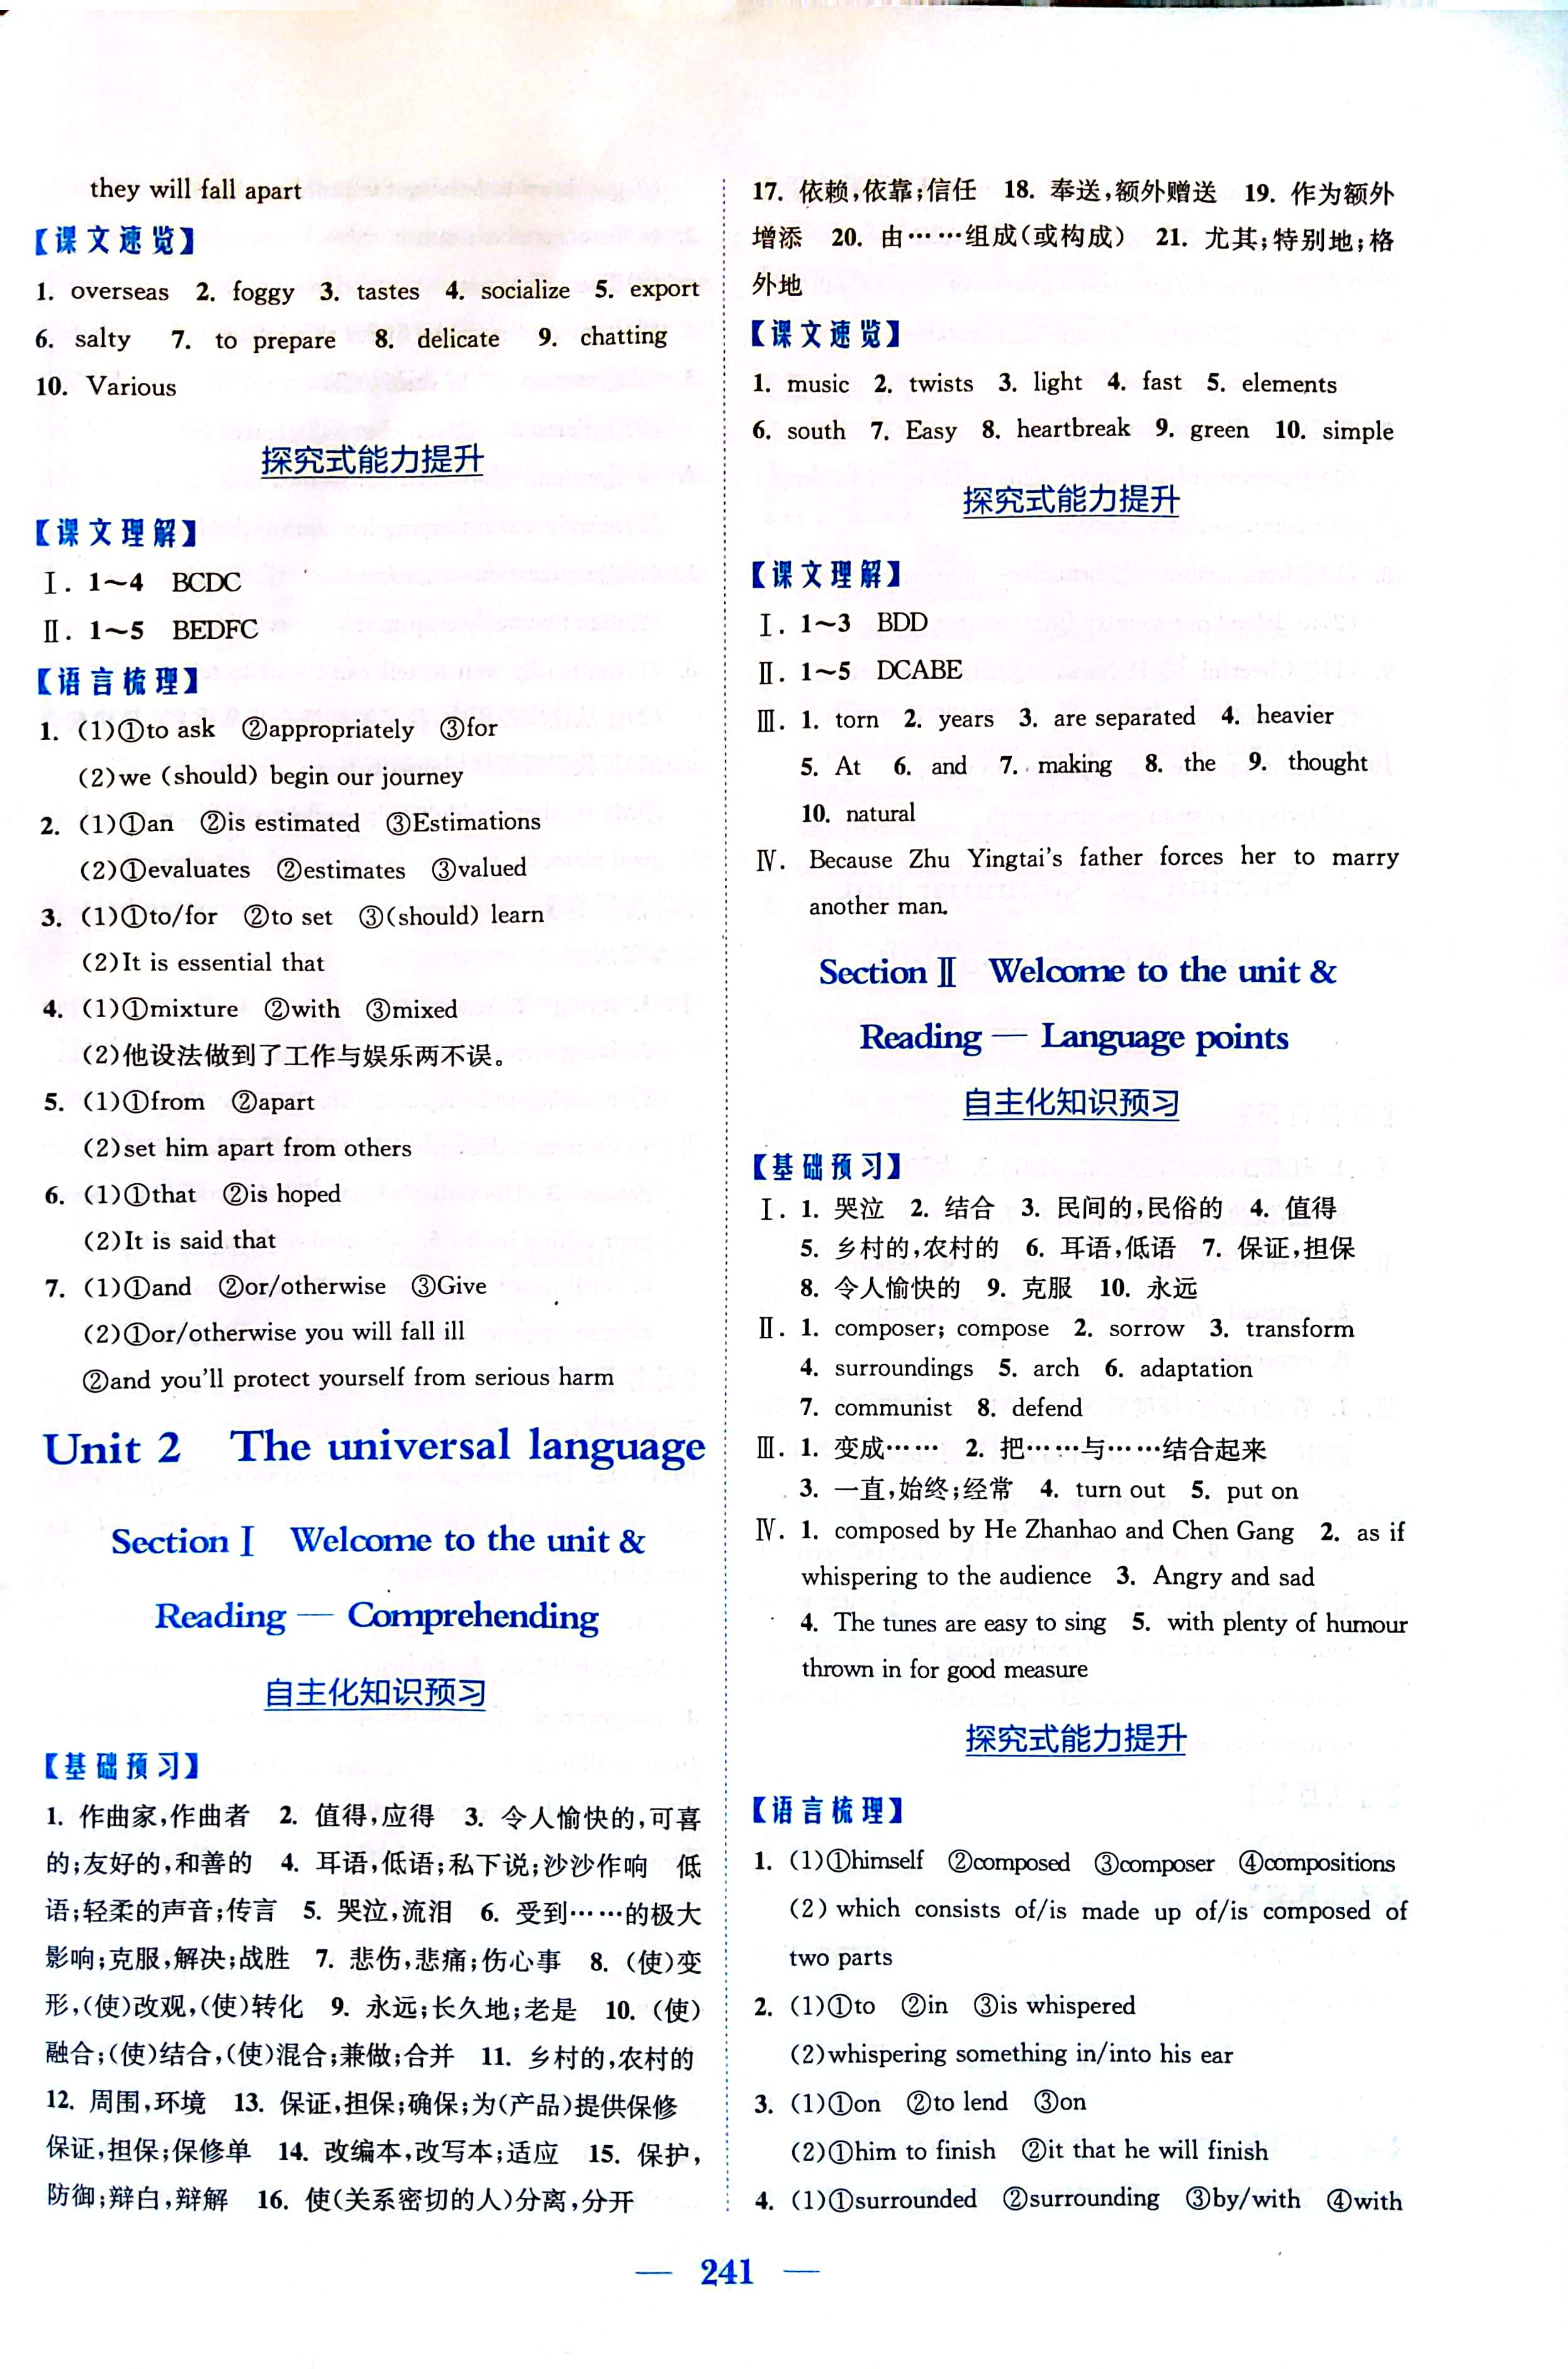 they will fall apart
【课文速览】
1. overseas 2. foggy 3. tastes 4. socialize 5. export
6. salty 7. to prepare 8. delicate 9. chatting
10. Various
探究式能力提升
【课文理解】
Ⅰ. 1～4 BCDC
Ⅱ. 1～5 BEDFC
【语言梳理】
1. (1)①to ask ②appropriately ③for
(2)we (should) begin our journey
2. (1)①an ②is estimated ③Estimations
(2)①evaluates ②estimates ③valued
3. (1)①to/for ②to set ③(should) learn
(2)It is essential that
4. (1)①mixture ②with ③mixed
(2)他设法做到了工作与娱乐两不误。
5. (1)①from ②apart
(2)set him apart from others
6. (1)①that ②is hoped
(2)It is said that
7. (1)①and ②or/otherwise ③Give
(2)①or/otherwise you will fall ill
②and you'll protect yourself from serious harm
Unit 2 The universal language
Section Ⅰ Welcome to the unit &
Reading — Comprehending
自主化知识预习
【基础预习】
1. 作曲家,作曲者 2. 值得,应得 3. 令人愉快的,可喜
的;友好的,和善的 4. 耳语,低语;私下说;沙沙作响 低
语;轻柔的声音;传言 5. 哭泣,流泪 6. 受到……的极大
影响;克服,解决;战胜 7. 悲伤,悲痛;伤心事 8. (使)变
形,(使)改观,(使)转化 9. 永远;长久地;老是 10. (使)
融合;(使)结合,(使)混合;兼做;合并 11. 乡村的,农村的
12. 周围,环境 13. 保证,担保;确保;为(产品)提供保修
保证,担保;保修单 14. 改编本,改写本;适应 15. 保护,
防御;辩白,辩解 16. 使(关系密切的人)分离,分开
17. 依赖,依靠;信任 18. 奉送,额外赠送 19. 作为额外
增添 20. 由……组成(或构成) 21. 尤其;特别地;格
外地
【课文速览】
1. music 2. twists 3. light 4. fast 5. elements
6. south 7. Easy 8. heartbreak 9. green 10. simple
探究式能力提升
【课文理解】
Ⅰ. 1～3 BDD
Ⅱ. 1～5 DCABE
Ⅲ. 1. torn 2. years 3. are separated 4. heavier
5. At 6. and 7. making 8. the 9. thought
10. natural
Ⅳ. Because Zhu Yingtai's father forces her to marry
another man.
Section Ⅱ Welcome to the unit &
Reading — Language points
自主化知识预习
【基础预习】
Ⅰ. 1. 哭泣 2. 结合 3. 民间的,民俗的 4. 值得
5. 乡村的,农村的 6. 耳语,低语 7. 保证,担保
8. 令人愉快的 9. 克服 10. 永远
Ⅱ. 1. composer; compose 2. sorrow 3. transform
4. surroundings 5. arch 6. adaptation
7. communist 8. defend
Ⅲ. 1. 变成…… 2. 把……与……结合起来
3. 一直,始终;经常 4. turn out 5. put on
Ⅳ. 1. composed by He Zhanhao and Chen Gang 2. as if
whispering to the audience 3. Angry and sad
4. The tunes are easy to sing 5. with plenty of humour
thrown in for good measure
探究式能力提升
【语言梳理】
1. (1)①himself ②composed ③composer ④compositions
(2) which consists of/is made up of/is composed of
two parts
2. (1)①to ②in ③is whispered
(2)whispering something in/into his ear
3. (1)①on ②to lend ③on
(2)①him to finish ②it that he will finish
4. (1)①surrounded ②surrounding ③by/with ④with
— 241 —